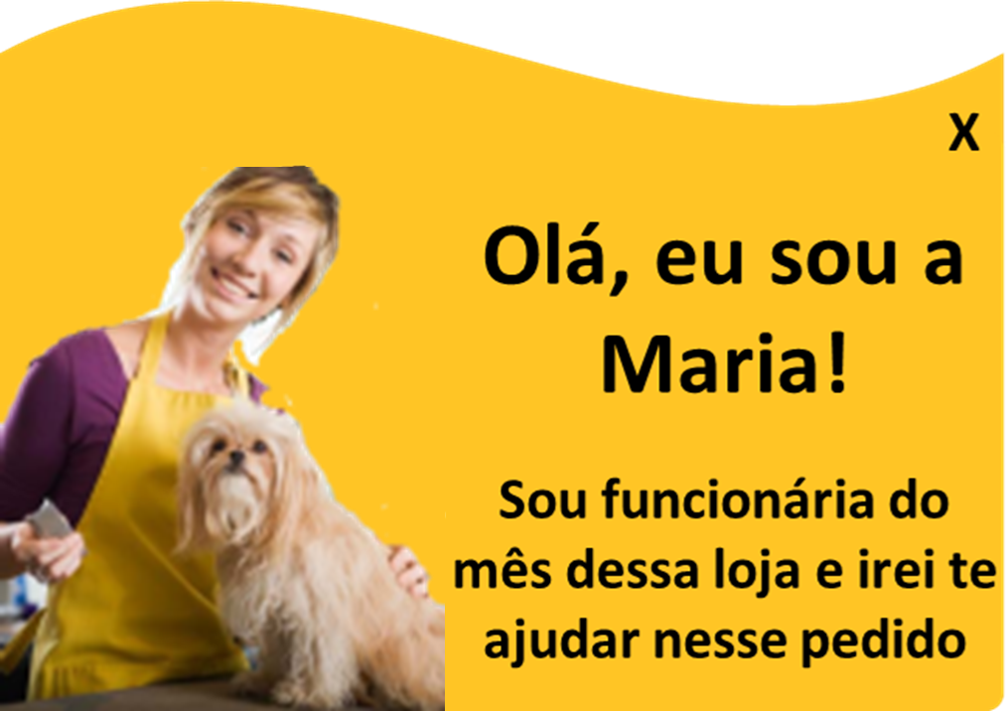 X
Olá, eu sou a
Maria!
Sou funcionária do
mês dessa loja e irei te
ajudar nesse pedido